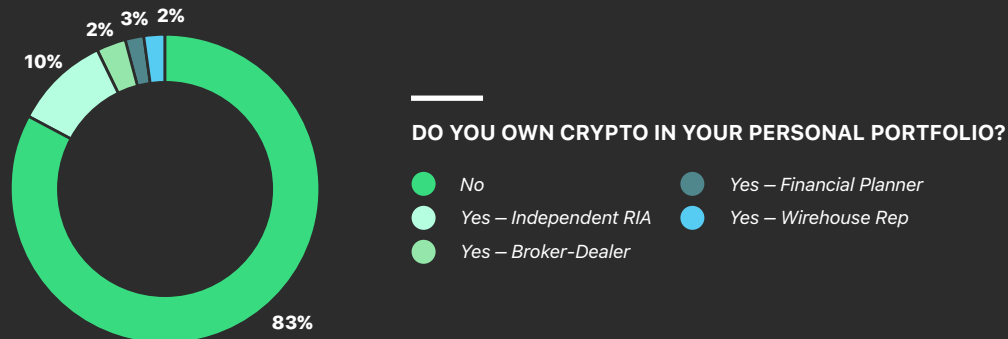 2% 3% 2%
10%
83%
DO YOU OWN CRYPTO IN YOUR PERSONAL PORTFOLIO?
No
Yes – Independent RIA
Yes – Broker-Dealer
Yes – Financial Planner
Yes – Wirehouse Rep